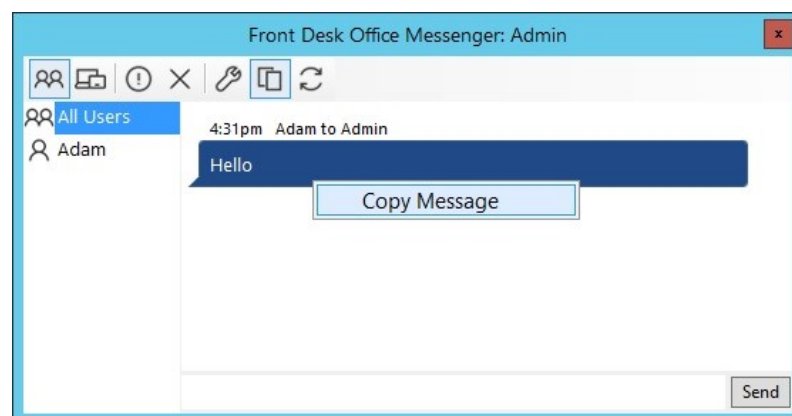 Front Desk Office Messenger: Admin
x
All Users
Adam
4:31pm Adam to Admin
Hello
Copy Message
Send